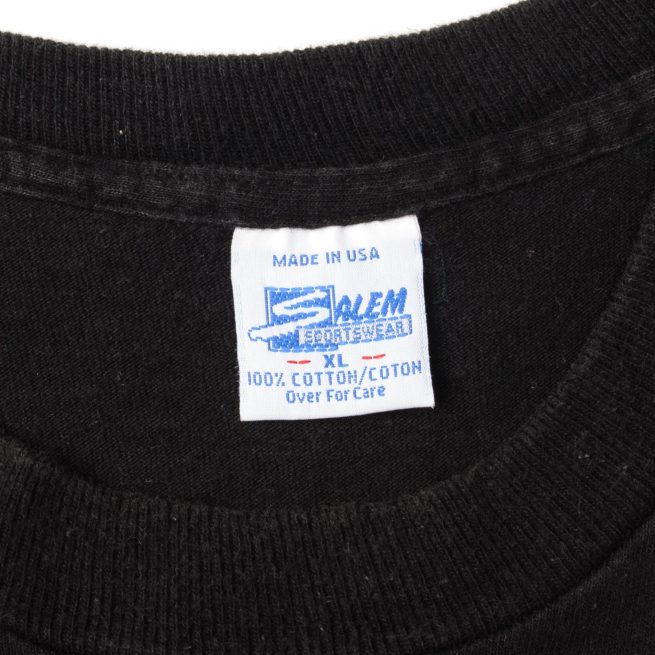 MADE IN USA
SALEM
SPORTSWEAR
XL
100% COTTON/COTON
Over For Care